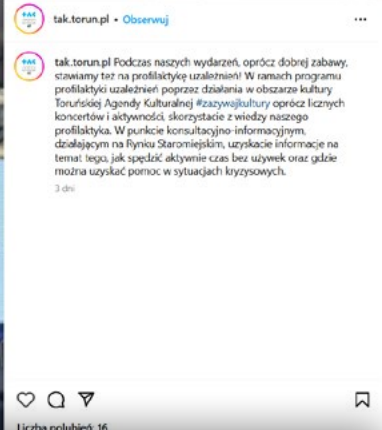 tak.torun.pl • Obserwuj
tak.torun.pl Podczas naszych wydarzeń, oprócz dobrej zabawy,
stawiamy też na profilaktykę uzależnień! W ramach programu
profilaktyki uzależnień poprzez działania w obszarze kultury
Toruńskiej Agendy Kulturalnej #zazywajkultury oprócz licznych
koncertów i aktywności, skorzystacie z wiedzy naszego
profilaktyka. W punkcie konsultacyjno-informacyjnym,
działającym na Rynku Staromiejskim, uzyskacie informacje na
temat tego, jak spędzić aktywnie czas bez używek oraz gdzie
można uzyskać pomoc w sytuacjach kryzysowych.
3 dni
Liczba polubień: 16